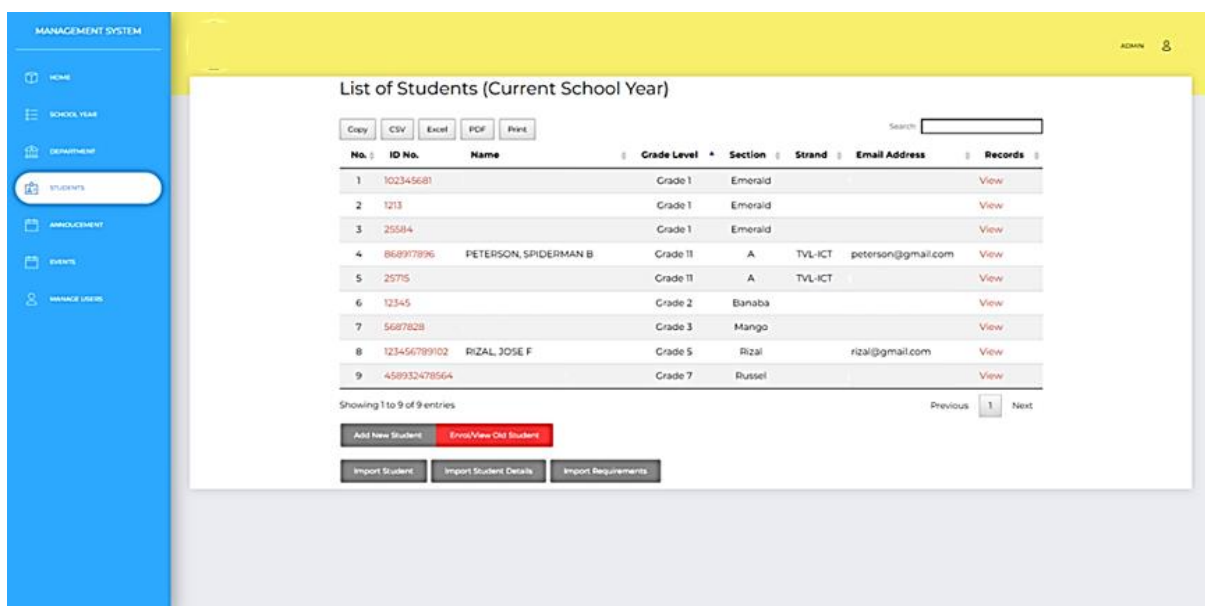 MANAGEMENT SYSTEM
HOME
SCHOOL YEAR
DEPARTMENT
STUDENTS
ANNOUCEMENT
EVENTS
MANAGE USERS
ADMIN
List of Students (Current School Year)
Copy CSV Excel PDF Print Search:
No. ID No. Name Grade Level Section Strand Email Address Records
1 102345681 Grade 1 Emerald View
2 1213 Grade 1 Emerald View
3 25584 Grade 1 Emerald View
4 868917896 PETERSON, SPIDERMAN B Grade 11 A TVL-ICT peterson@gmail.com View
5 25715 Grade 11 A TVL-ICT View
6 12345 Grade 2 Banaba View
7 5687828 Grade 3 Mango View
8 123456789102 RIZAL, JOSE F Grade 5 Rizal rizal@gmail.com View
9 458932478564 Grade 7 Russel View
Showing 1 to 9 of 9 entries Previous 1 Next
Add New Student Enrol/View Old Student
Import Student Import Student Details Import Requirements